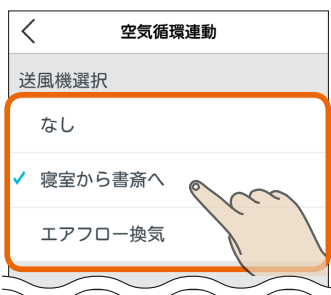 空気循環連動
送風機選択
なし
寝室から書斎へ
エアフロー換気